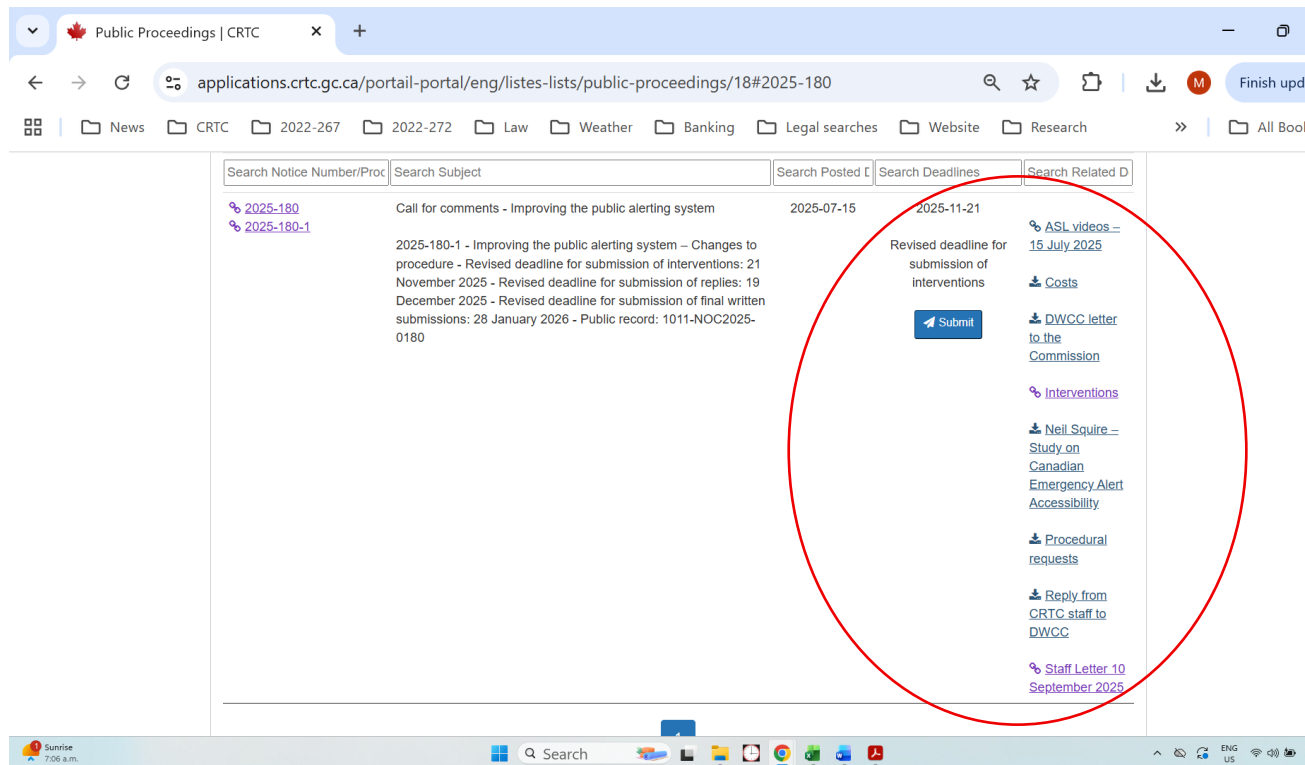 Public Proceedings | CRTC
applications.crtc.gc.ca/portail-portal/eng/listes-lists/public-proceedings/18#2025-180
M
Finish upd
News
CRTC
2022-267
2022-272
Law
Weather
Banking
Legal searches
Website
Research
All Bool
Search Notice Number/Proc
Search Subject
Search Posted D
Search Deadlines
Search Related D
2025-180
2025-180-1
Call for comments - Improving the public alerting system
2025-180-1 - Improving the public alerting system – Changes to
procedure - Revised deadline for submission of interventions: 21
November 2025 - Revised deadline for submission of replies: 19
December 2025 - Revised deadline for submission of final written
submissions: 28 January 2026 - Public record: 1011-NOC2025-
0180
2025-07-15
2025-11-21
Revised deadline for
submission of
interventions
Submit
ASL videos –
15 July 2025
Costs
DWCC letter
to the
Commission
Interventions
Neil Squire –
Study on
Canadian
Emergency Alert
Accessibility
Procedural
requests
Reply from
CRTC staff to
DWCC
Staff Letter 10
September 2025
1
Sunrise
7:06 a.m.
Search
ENG
US